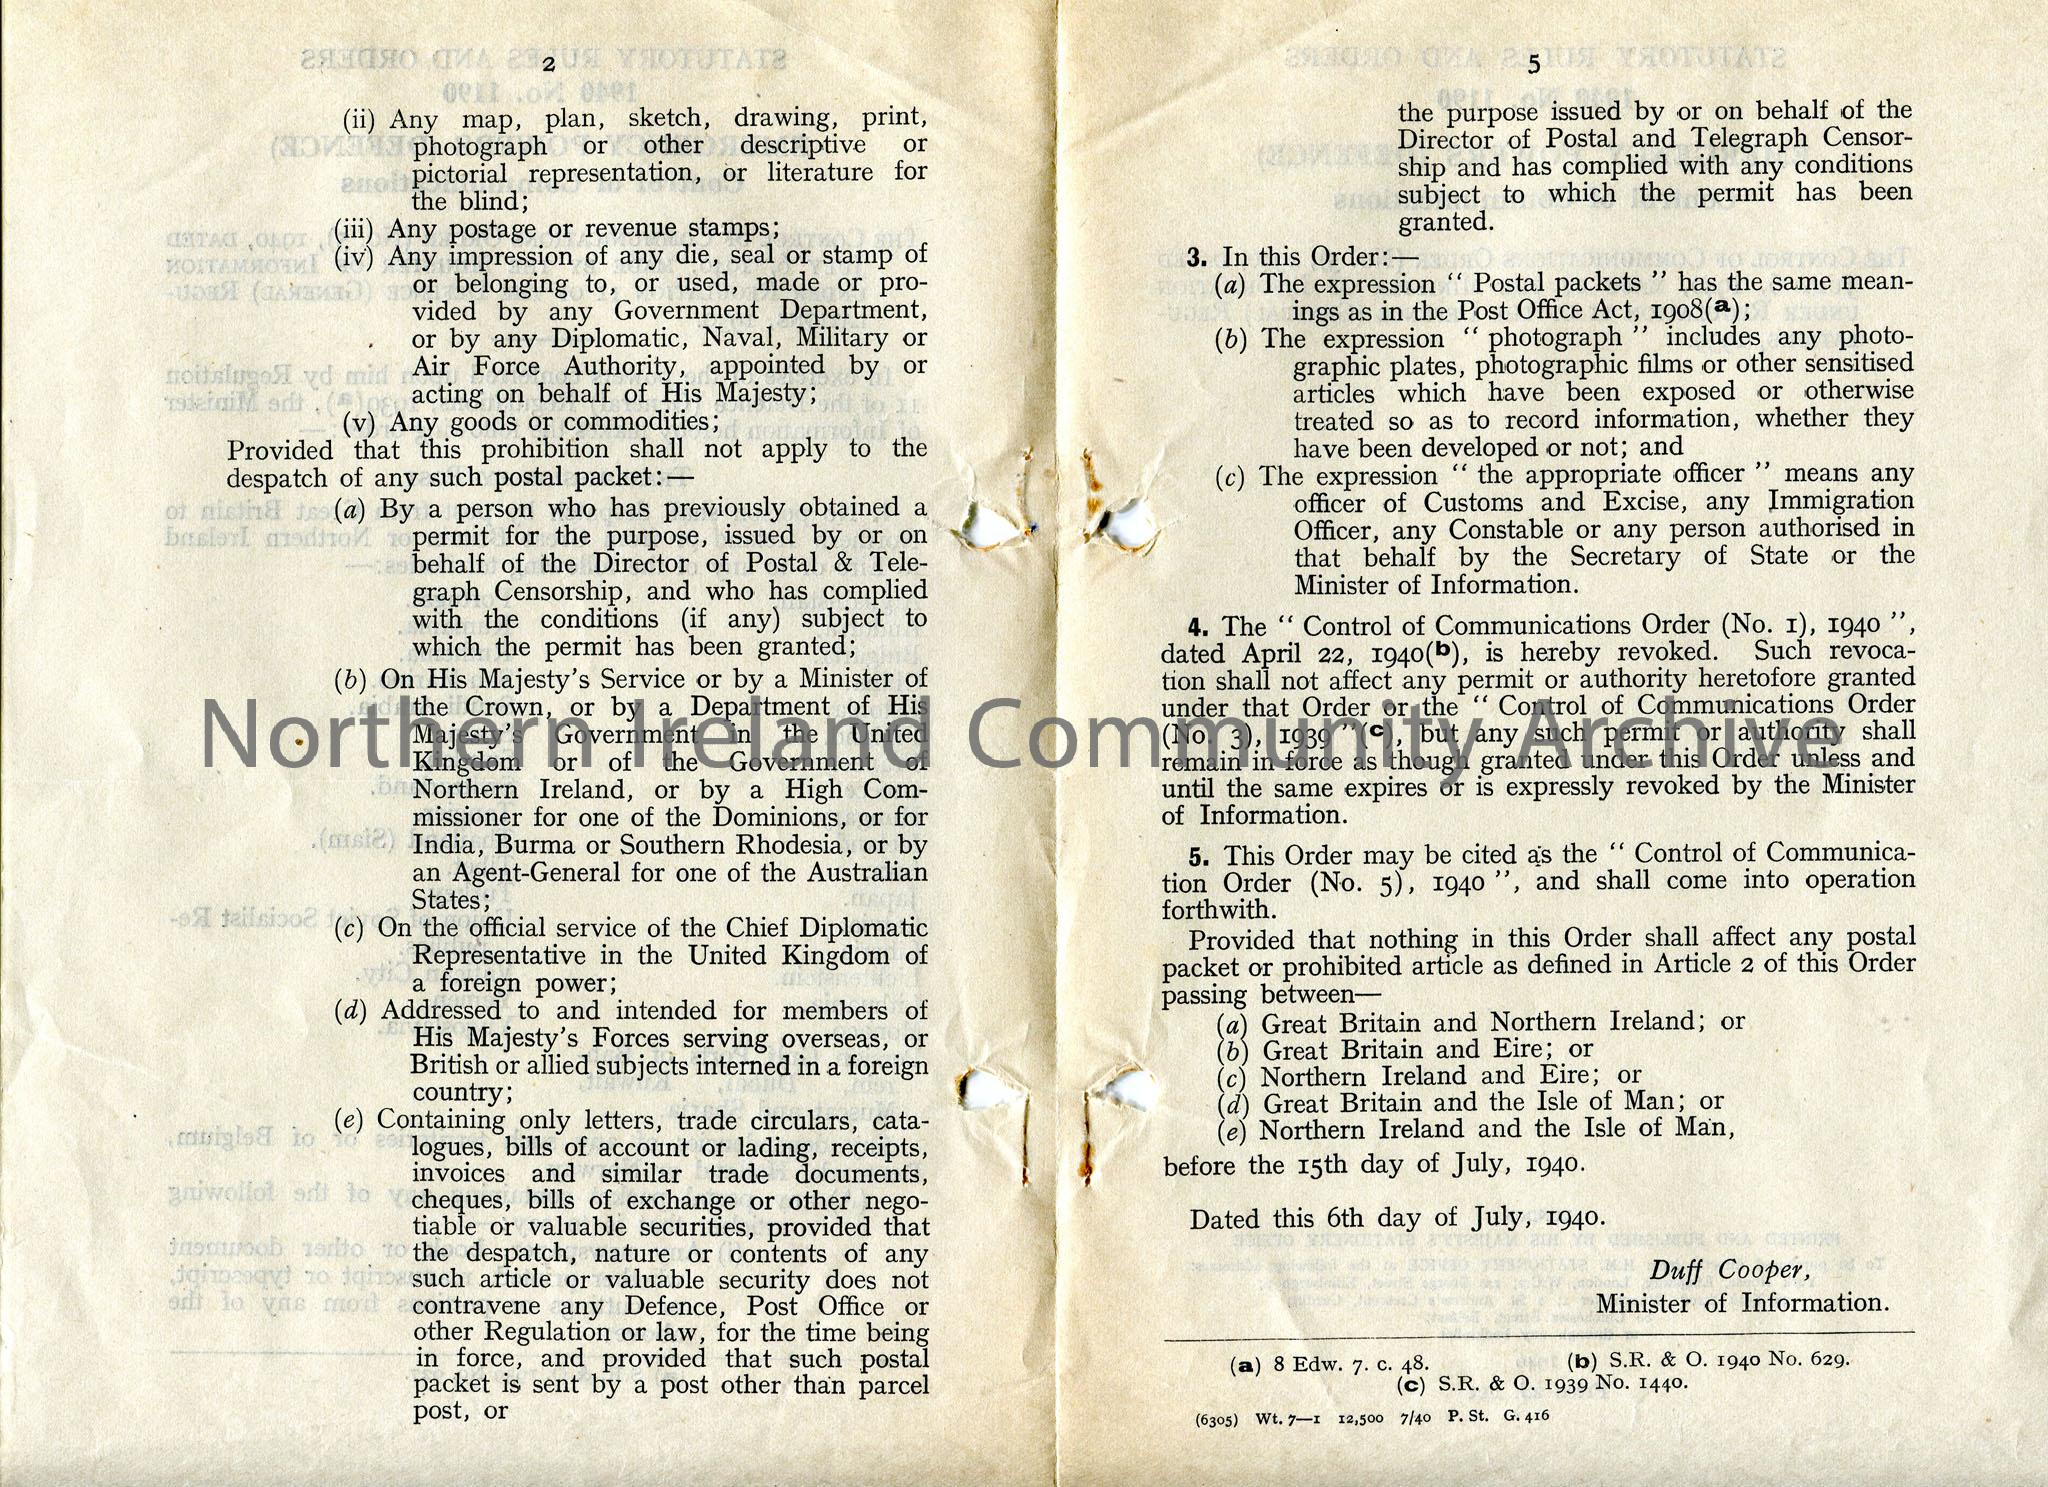 2
(ii) Any map, plan, sketch, drawing, print,
photograph or other descriptive or
pictorial representation, or literature for
the blind;
(iii) Any postage or revenue stamps;
(iv) Any impression of any die, seal or stamp of
or belonging to, or used, made or pro-
vided by any Government Department,
or by any Diplomatic, Naval, Military or
Air Force Authority, appointed by or
acting on behalf of His Majesty;
(v) Any goods or commodities;
Provided that this prohibition shall not apply to the
despatch of any such postal packet:—
(a) By a person who has previously obtained a
permit for the purpose, issued by or on
behalf of the Director of Postal & Tele-
graph Censorship, and who has complied
with the conditions (if any) subject to
which the permit has been granted;
(b) On His Majesty's Service or by a Minister of
the Crown, or by a Department of His
Majesty's Government in the United
Kingdom or of the Government of
Northern Ireland, or by a High Com-
missioner for one of the Dominions, or for
India, Burma or Southern Rhodesia, or by
an Agent-General for one of the Australian
States;
(c) On the official service of the Chief Diplomatic
Representative in the United Kingdom of
a foreign power;
(d) Addressed to and intended for members of
His Majesty's Forces serving overseas, or
British or allied subjects interned in a foreign
country;
(e) Containing only letters, trade circulars, cata-
logues, bills of account or lading, receipts,
invoices and similar trade documents,
cheques, bills of exchange or other nego-
tiable or valuable securities, provided that
the despatch, nature or contents of any
such article or valuable security does not
contravene any Defence, Post Office or
other Regulation or law, for the time being
in force, and provided that such postal
packet is sent by a post other than parcel
post, or
5
the purpose issued by or on behalf of the
Director of Postal and Telegraph Censor-
ship and has complied with any conditions
subject to which the permit has been
granted.
3. In this Order:—
(a) The expression " Postal packets " has the same mean-
ings as in the Post Office Act, 1908(a);
(b) The expression " photograph " includes any photo-
graphic plates, photographic films or other sensitised
articles which have been exposed or otherwise
treated so as to record information, whether they
have been developed or not; and
(c) The expression " the appropriate officer " means any
officer of Customs and Excise, any Immigration
Officer, any Constable or any person authorised in
that behalf by the Secretary of State or the
Minister of Information.
4. The " Control of Communications Order (No. 1), 1940 ",
dated April 22, 1940(b), is hereby revoked. Such revoca-
tion shall not affect any permit or authority heretofore granted
under that Order or the " Control of Communications Order
(No. 3), 1939 "(c), but any such permit or authority shall
remain in force as though granted under this Order unless and
until the same expires or is expressly revoked by the Minister
of Information.
5. This Order may be cited as the " Control of Communica-
tion Order (No. 5), 1940 ", and shall come into operation
forthwith.
Provided that nothing in this Order shall affect any postal
packet or prohibited article as defined in Article 2 of this Order
passing between—
(a) Great Britain and Northern Ireland; or
(b) Great Britain and Eire; or
(c) Northern Ireland and Eire; or
(d) Great Britain and the Isle of Man; or
(e) Northern Ireland and the Isle of Man,
before the 15th day of July, 1940.
Dated this 6th day of July, 1940.
Duff Cooper,
Minister of Information.
(a) 8 Edw. 7. c. 48. (b) S.R. & O. 1940 No. 629.
(c) S.R. & O. 1939 No. 1440.
(6305) Wt. 7—1 12,500 7/40 P. St. G. 416
Northern Ireland Community Archive